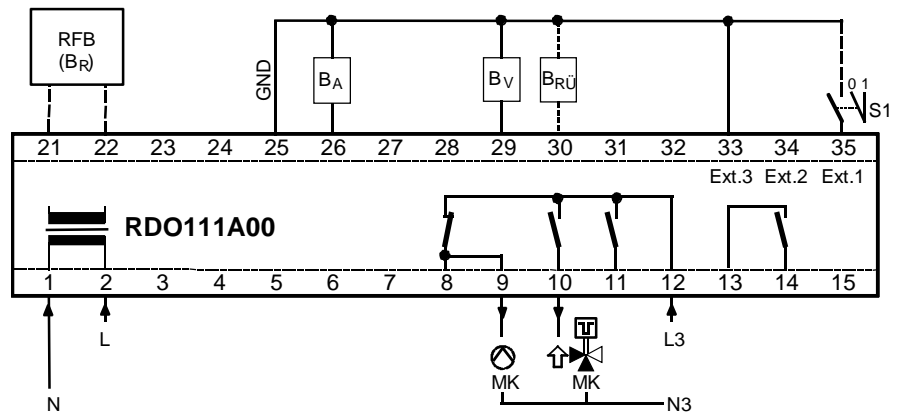 RFB
(BR)
GND
BA
BV
BRÜ
0 1
S1
21 22 23 24 25 26 27 28 29 30 31 32 33 34 35
Ext.3 Ext.2 Ext.1
RDO111A00
1 2 3 4 5 6 7 8 9 10 11 12 13 14 15
L
L3
MK
MK
N
N3